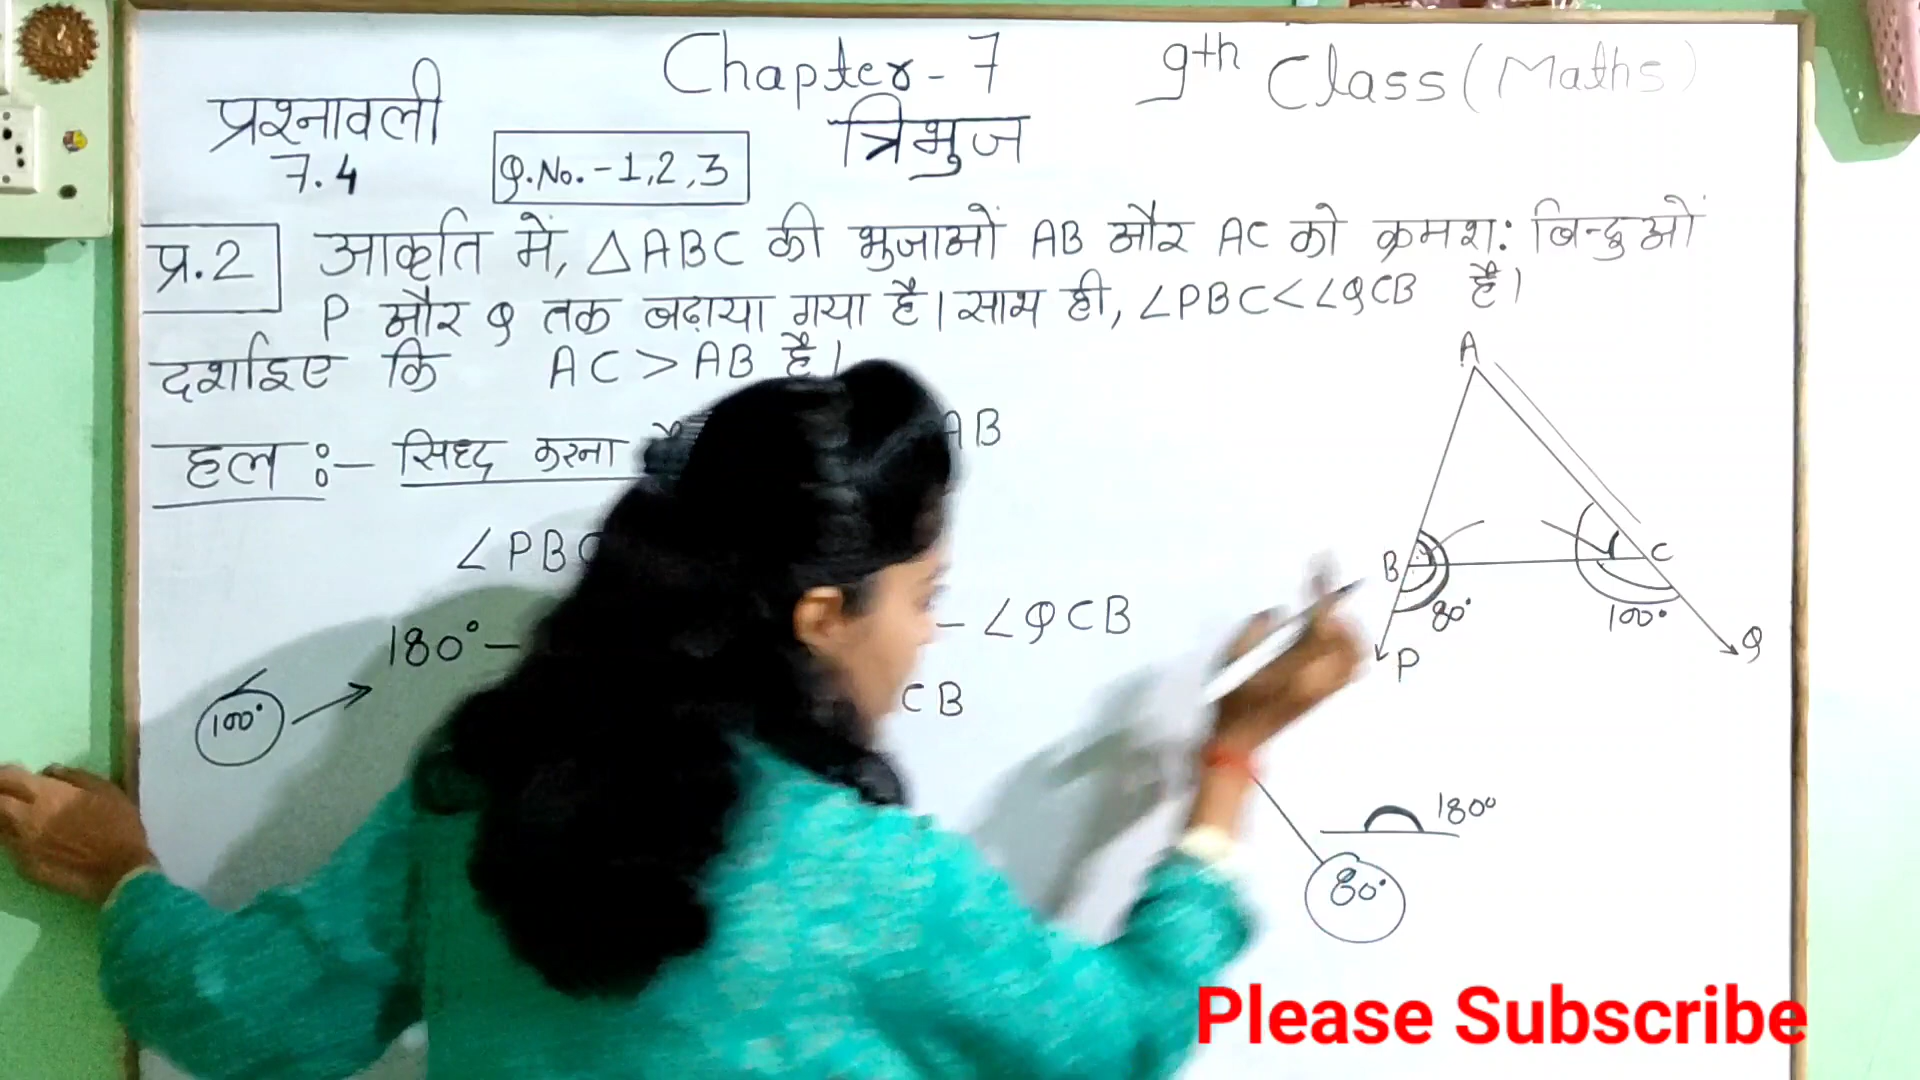 Chapter-7 9th Class (Maths)
प्रश्नावली
7.4
Q.No.-1,2,3
त्रिभुज
प्र.2 आकृति में, △ABC की भुजाओं AB और AC को क्रमश: बिन्दुओं
P और Q तक बढ़ाया गया है। साथ ही, ∠PBC<∠QCB है।
दर्शाइए कि AC>AB है।
हल :- सिध्द करना AB
∠PBC
180°- - ∠QCB
CB
100°
A
B
C
80°
100°
P
Q
180°
80°
Please Subscribe